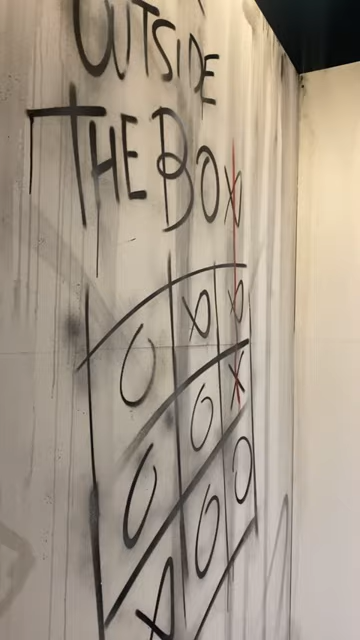 OUTSIDE
THE BOX
O X X
O O X
X O O